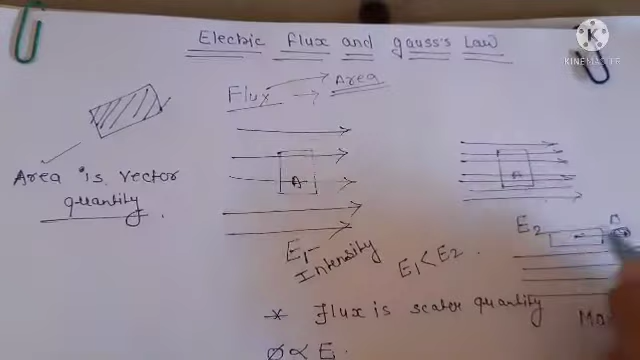 Electric flux and gauss's Law
KINEMASTER
Flux → Area
Area is vector
quantity.
A
A
E1
Intensity
E1 < E2.
E2
* flux is scaler quantity
Ø ∝ E.